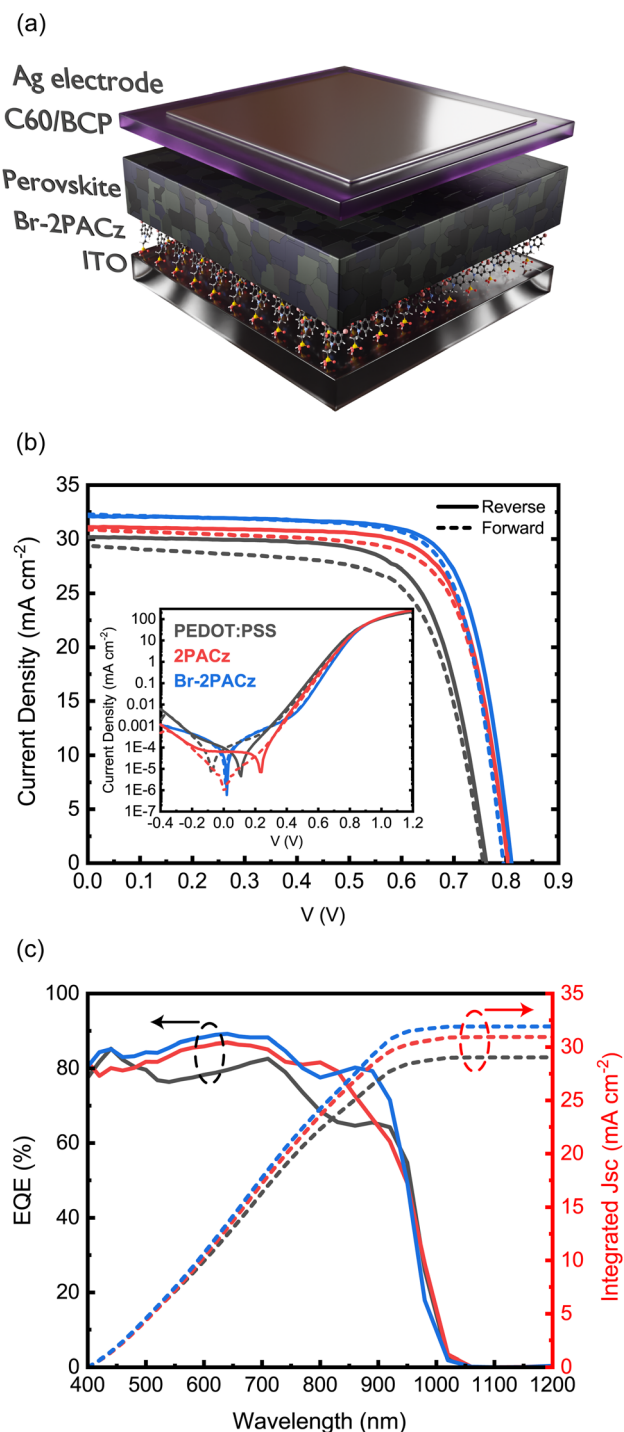 (a)
Ag electrode
C60/BCP
Perovskite
Br-2PACz
ITO
(b)
35
30
25
20
15
10
5
0
Current Density (mA cm-2)
Reverse
Forward
100
10
1
0.1
0.01
0.001
1E-4
1E-5
1E-6
1E-7
Current Density (mA cm-2)
PEDOT:PSS
2PACz
Br-2PACz
-0.4 -0.2 0.0 0.2 0.4 0.6 0.8 1.0 1.2
V (V)
0.0 0.1 0.2 0.3 0.4 0.5 0.6 0.7 0.8 0.9
V (V)
(c)
100
80
60
40
20
0
EQE (%)
35
30
25
20
15
10
5
0
Integrated Jsc (mA cm-2)
400 500 600 700 800 900 1000 1100 1200
Wavelength (nm)